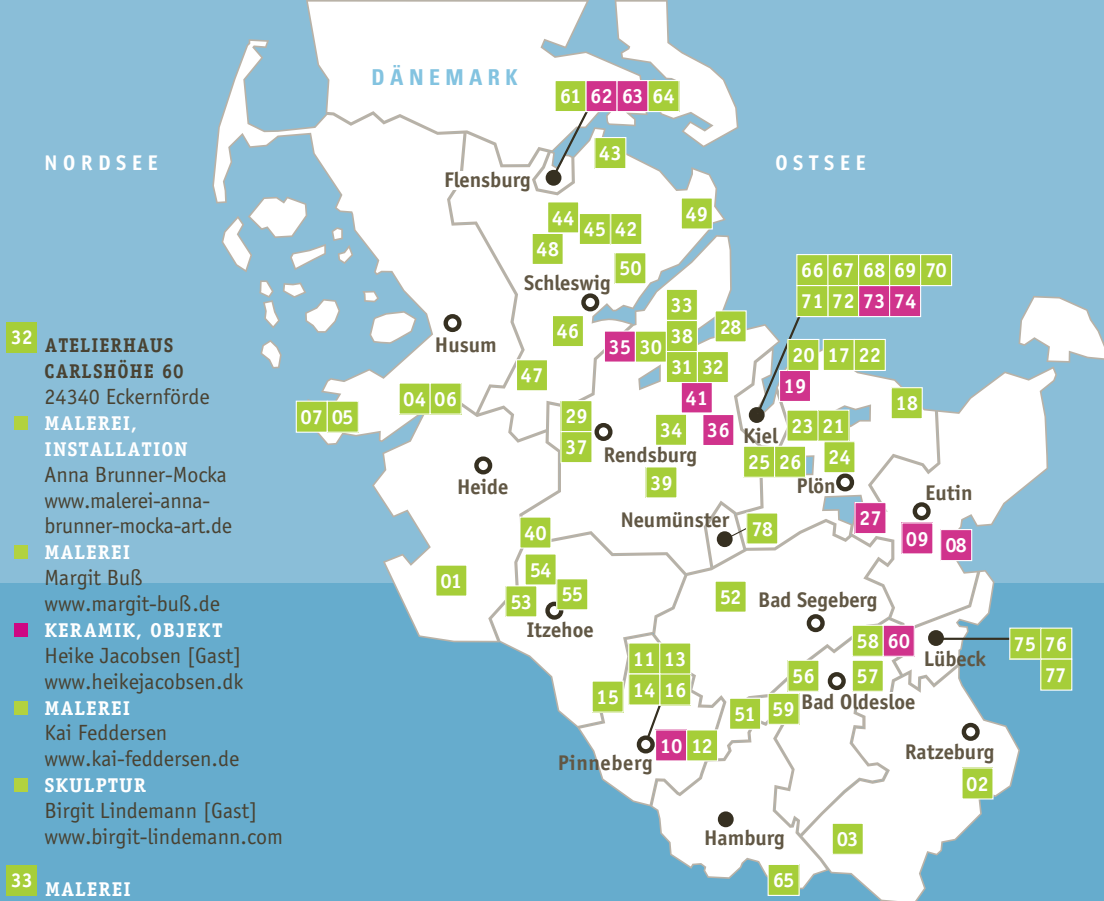 DÄNEMARK
61 62 63 64
NORDSEE
43
OSTSEE
Flensburg
44
45 42
49
48
50
66 67 68 69 70
Schleswig
71 72 73 74
33
28
46
38
32 ATELIERHAUS
CARLSHÖHE 60
24340 Eckernförde
MALEREI,
INSTALLATION
Anna Brunner-Mocka
www.malerei-anna-
brunner-mocka-art.de
MALEREI
Margit Buß
www.margit-buß.de
KERAMIK, OBJEKT
Heike Jacobsen [Gast]
www.heikejacobsen.dk
MALEREI
Kai Feddersen
www.kai-feddersen.de
SKULPTUR
Birgit Lindemann [Gast]
www.birgit-lindemann.com
33 MALEREI
Husum
35 30
31 32
20 17 22
47
19
04 06
41
18
07 05
29
34
36
Kiel
23 21
37
Rendsburg
25 26
24
Heide
39
Plön
Eutin
Neumünster
78
27
09 08
40
01
54
53
55
Itzehoe
52
Bad Segeberg
58 60
Lübeck
75 76
77
11 13
14 16
15
56
57
Bad Oldesloe
51
59
Pinneberg
10 12
Ratzeburg
02
Hamburg
03
65